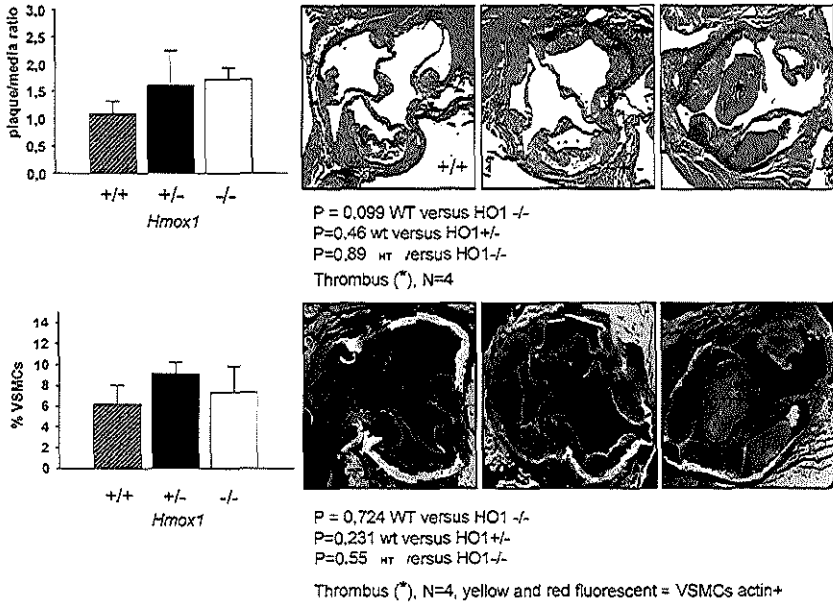 plaque/media ratio
3,0
2,5
2,0
1,5
1,0
0,5
0,0
+/+ +/- -/-
Hmox1
+/+
P = 0,099 WT versus HO1 -/-
P=0,46 wt versus HO1+/-
P=0,89 HT /ersus HO1-/-
Thrombus (*), N=4
% VSMCs
14
12
10
8
6
4
2
0
+/+ +/- -/-
Hmox1
P = 0,724 WT versus HO1 -/-
P=0,231 wt versus HO1+/-
P=0.55 HT /ersus HO1-/-
Thrombus (*), N=4, yellow and red fluorescent = VSMCs actin+